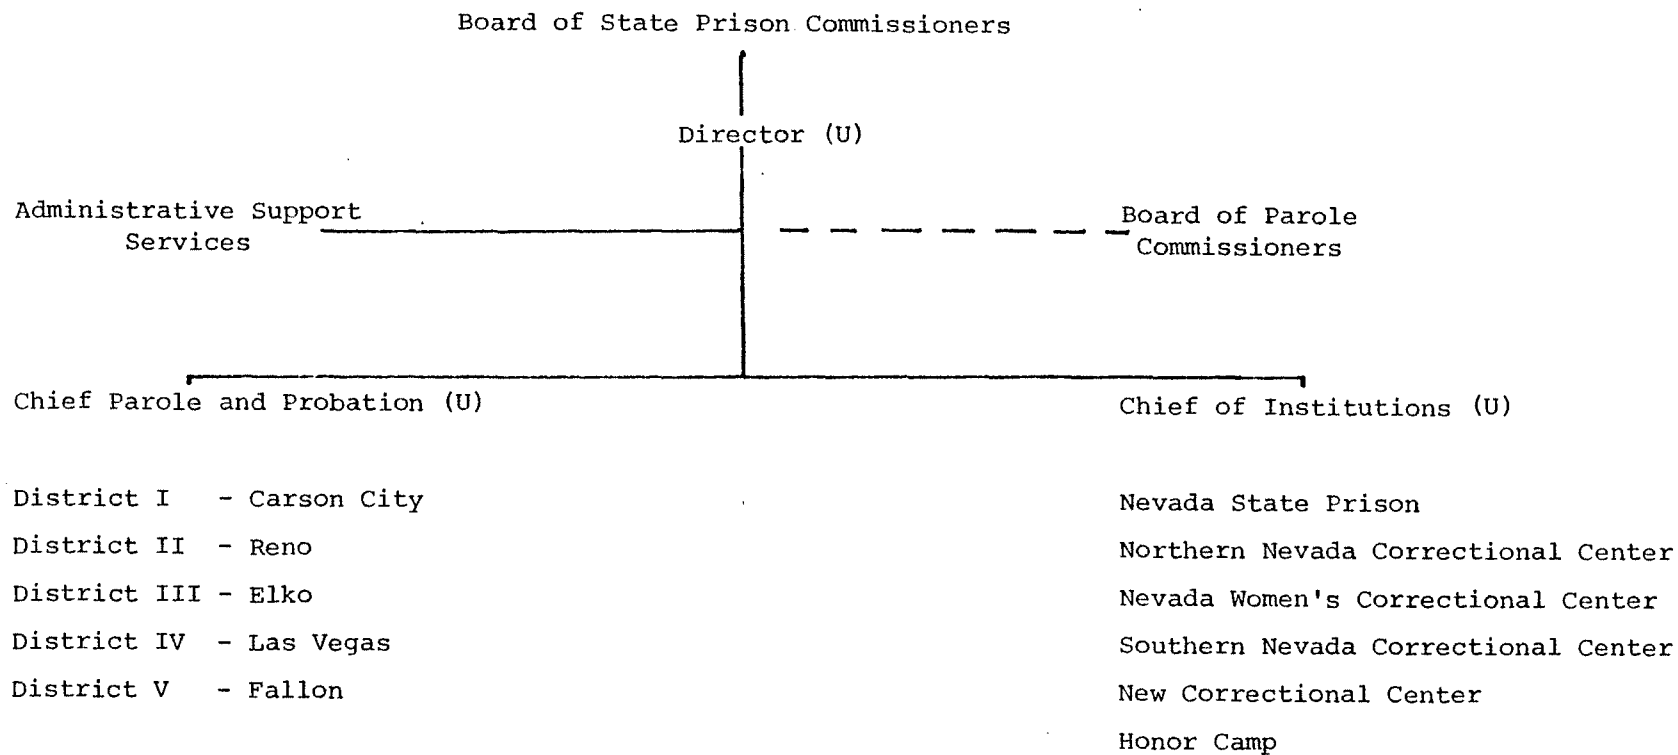 Board of State Prison Commissioners
Director (U)
Administrative Support
Services
Board of Parole
Commissioners
Chief Parole and Probation (U)
District I - Carson City
District II - Reno
District III - Elko
District IV - Las Vegas
District V - Fallon
Chief of Institutions (U)
Nevada State Prison
Northern Nevada Correctional Center
Nevada Women's Correctional Center
Southern Nevada Correctional Center
New Correctional Center
Honor Camp